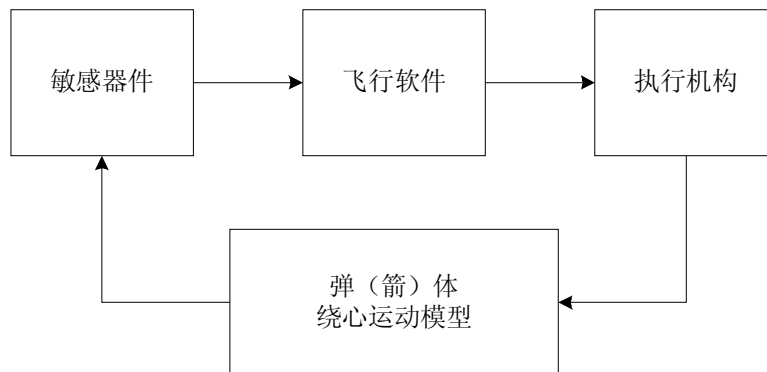 敏感器件
飞行软件
执行机构
弹（箭）体
绕心运动模型